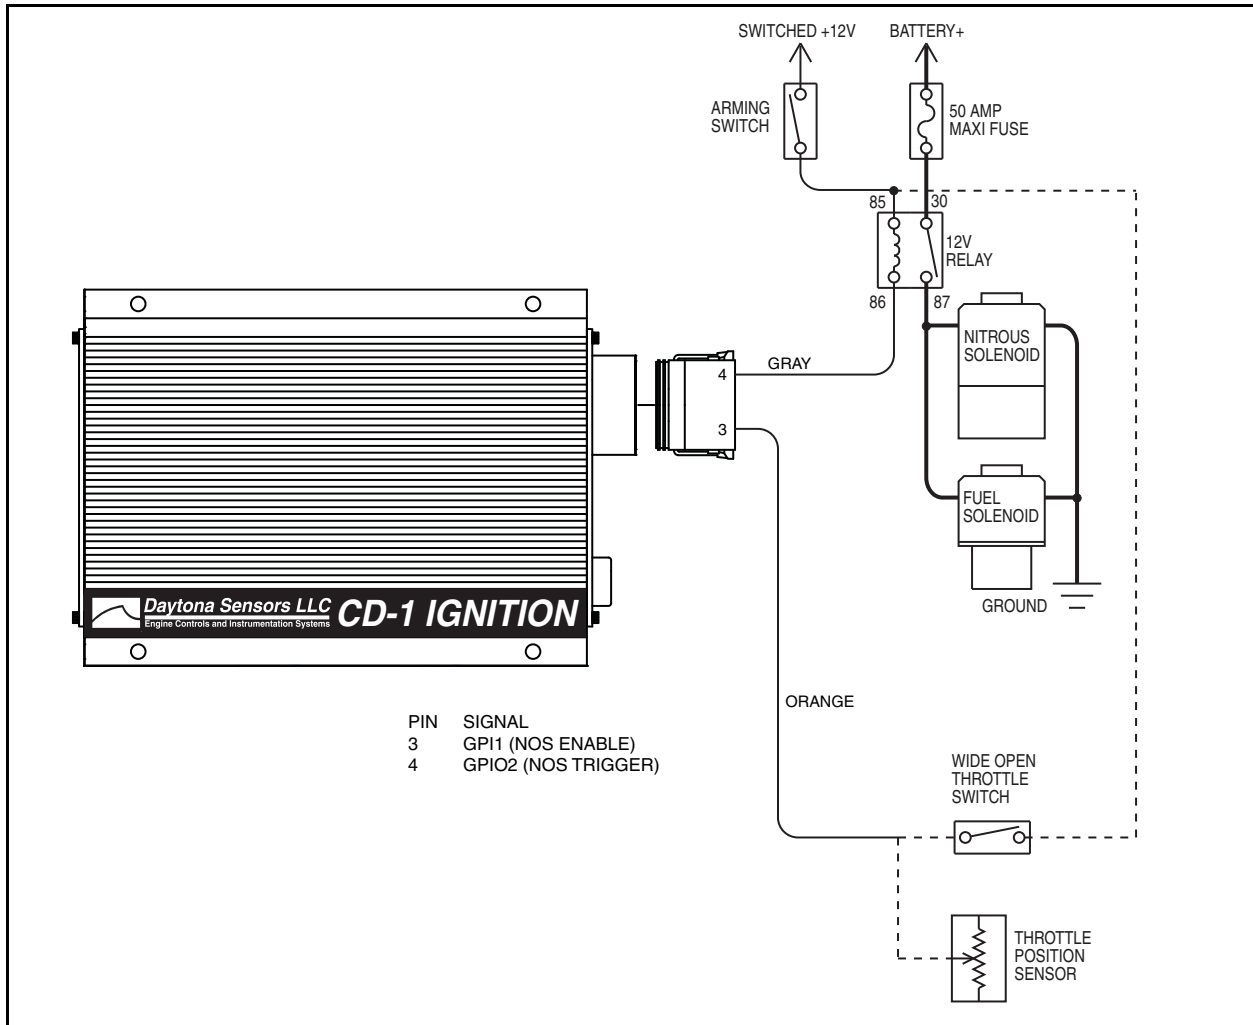 SWITCHED +12V
BATTERY+
ARMING
SWITCH
50 AMP
MAXI FUSE
85
30
12V
RELAY
86
87
NITROUS
SOLENOID
GRAY
4
3
FUEL
SOLENOID
GROUND
Daytona Sensors LLC
Engine Controls and Instrumentation Systems
CD-1 IGNITION
ORANGE
PIN SIGNAL
3 GPI1 (NOS ENABLE)
4 GPIO2 (NOS TRIGGER)
WIDE OPEN
THROTTLE
SWITCH
THROTTLE
POSITION
SENSOR